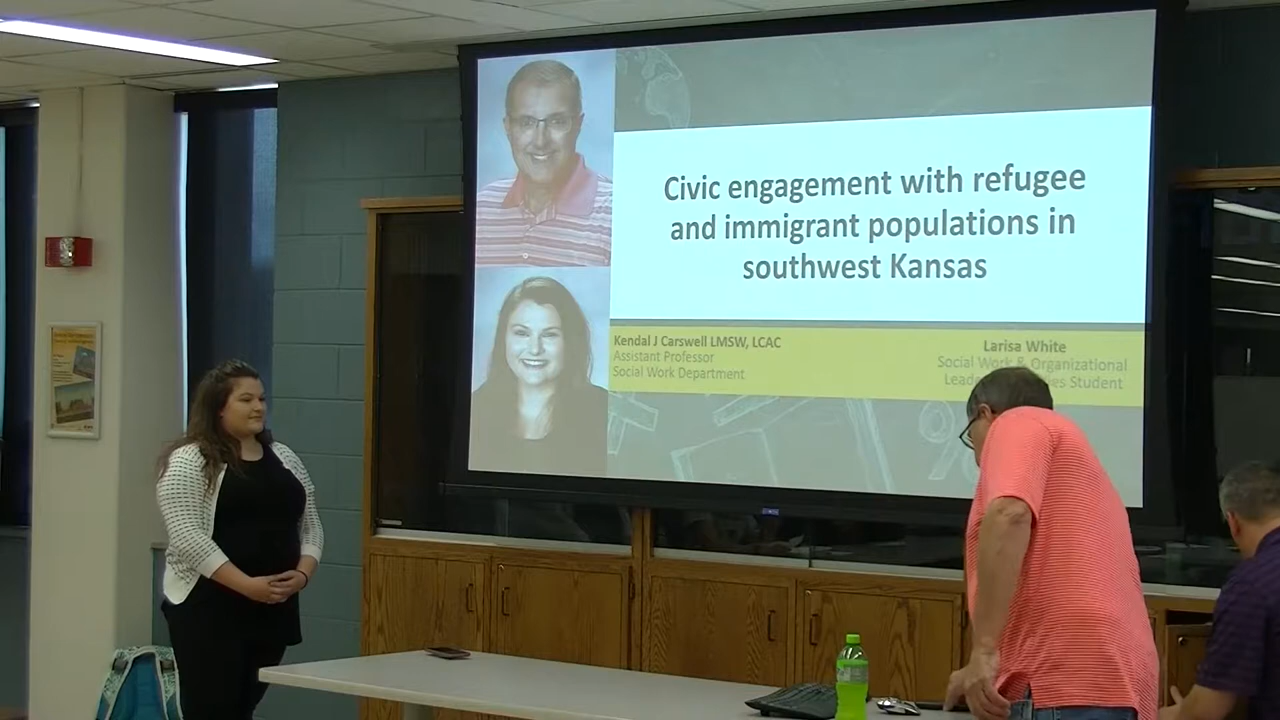 Civic engagement with refugee
and immigrant populations in
southwest Kansas
Kendal J Carswell LMSW, LCAC
Assistant Professor
Social Work Department
Larisa White
Social Work & Organizational
Student